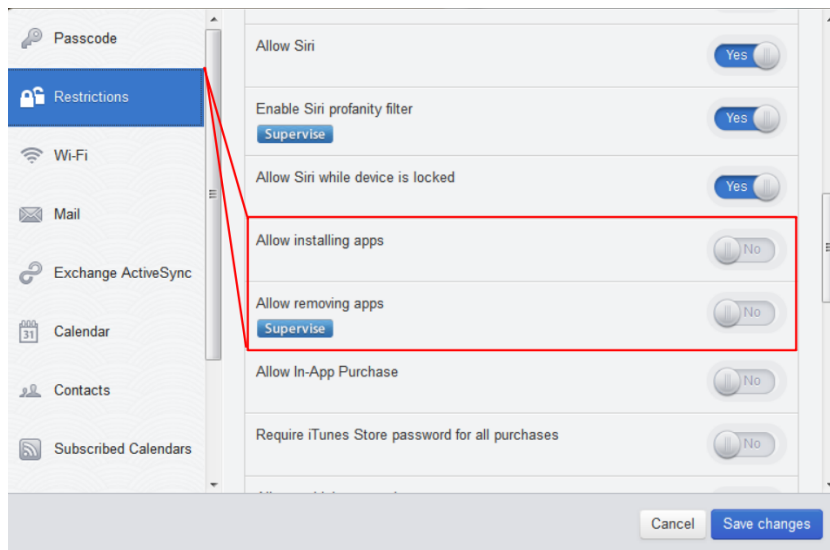 Passcode
Restrictions
Wi-Fi
Mail
Exchange ActiveSync
31
Calendar
Contacts
Subscribed Calendars
Allow Siri
Yes
Enable Siri profanity filter
Yes
Supervise
Allow Siri while device is locked
Yes
Allow installing apps
No
Allow removing apps
No
Supervise
Allow In-App Purchase
No
Require iTunes Store password for all purchases
No
Cancel
Save changes